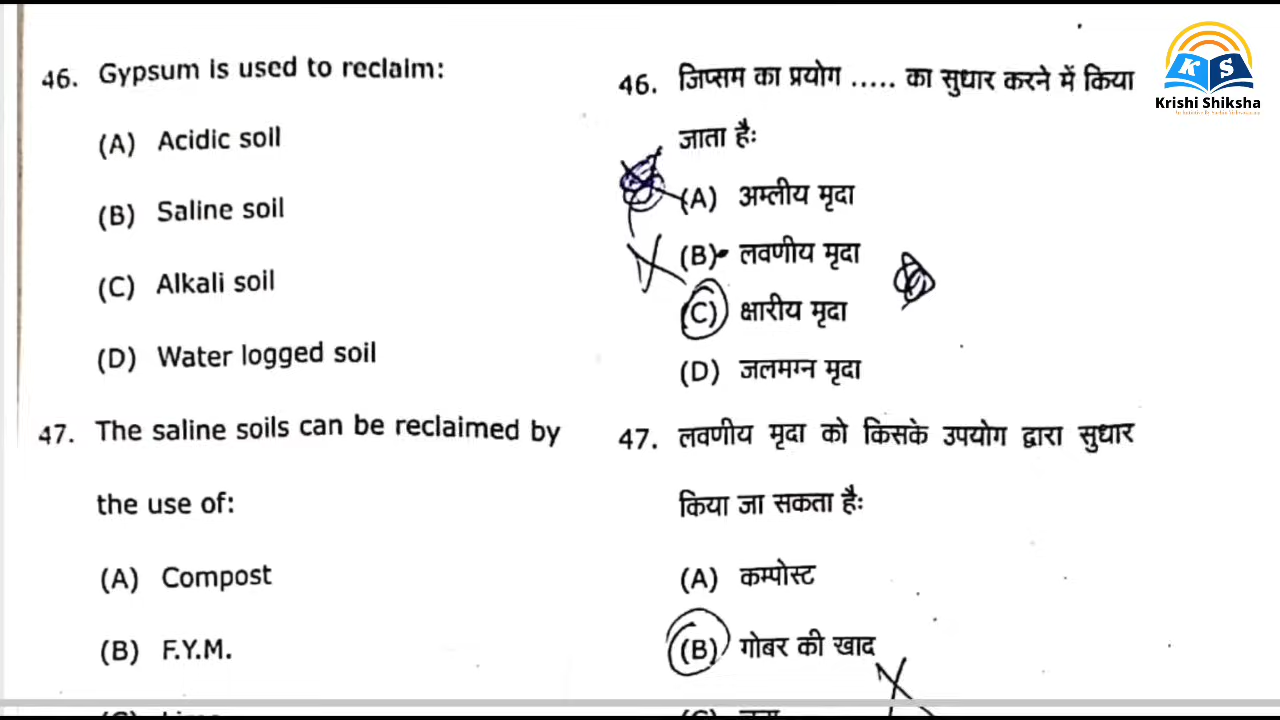 46. Gypsum is used to reclaim:
(A) Acidic soil
(B) Saline soil
(C) Alkali soil
(D) Water logged soil
47. The saline soils can be reclaimed by
the use of:
(A) Compost
(B) F.Y.M.
46. जिप्सम का प्रयोग ..... का सुधार करने में किया
जाता हैः
(A) अम्लीय मृदा
(B) लवणीय मृदा
(C) क्षारीय मृदा
(D) जलमग्न मृदा
47. लवणीय मृदा को किसके उपयोग द्वारा सुधार
किया जा सकता हैः
(A) कम्पोस्ट
(B) गोबर की खाद
K S
Krishi Shiksha